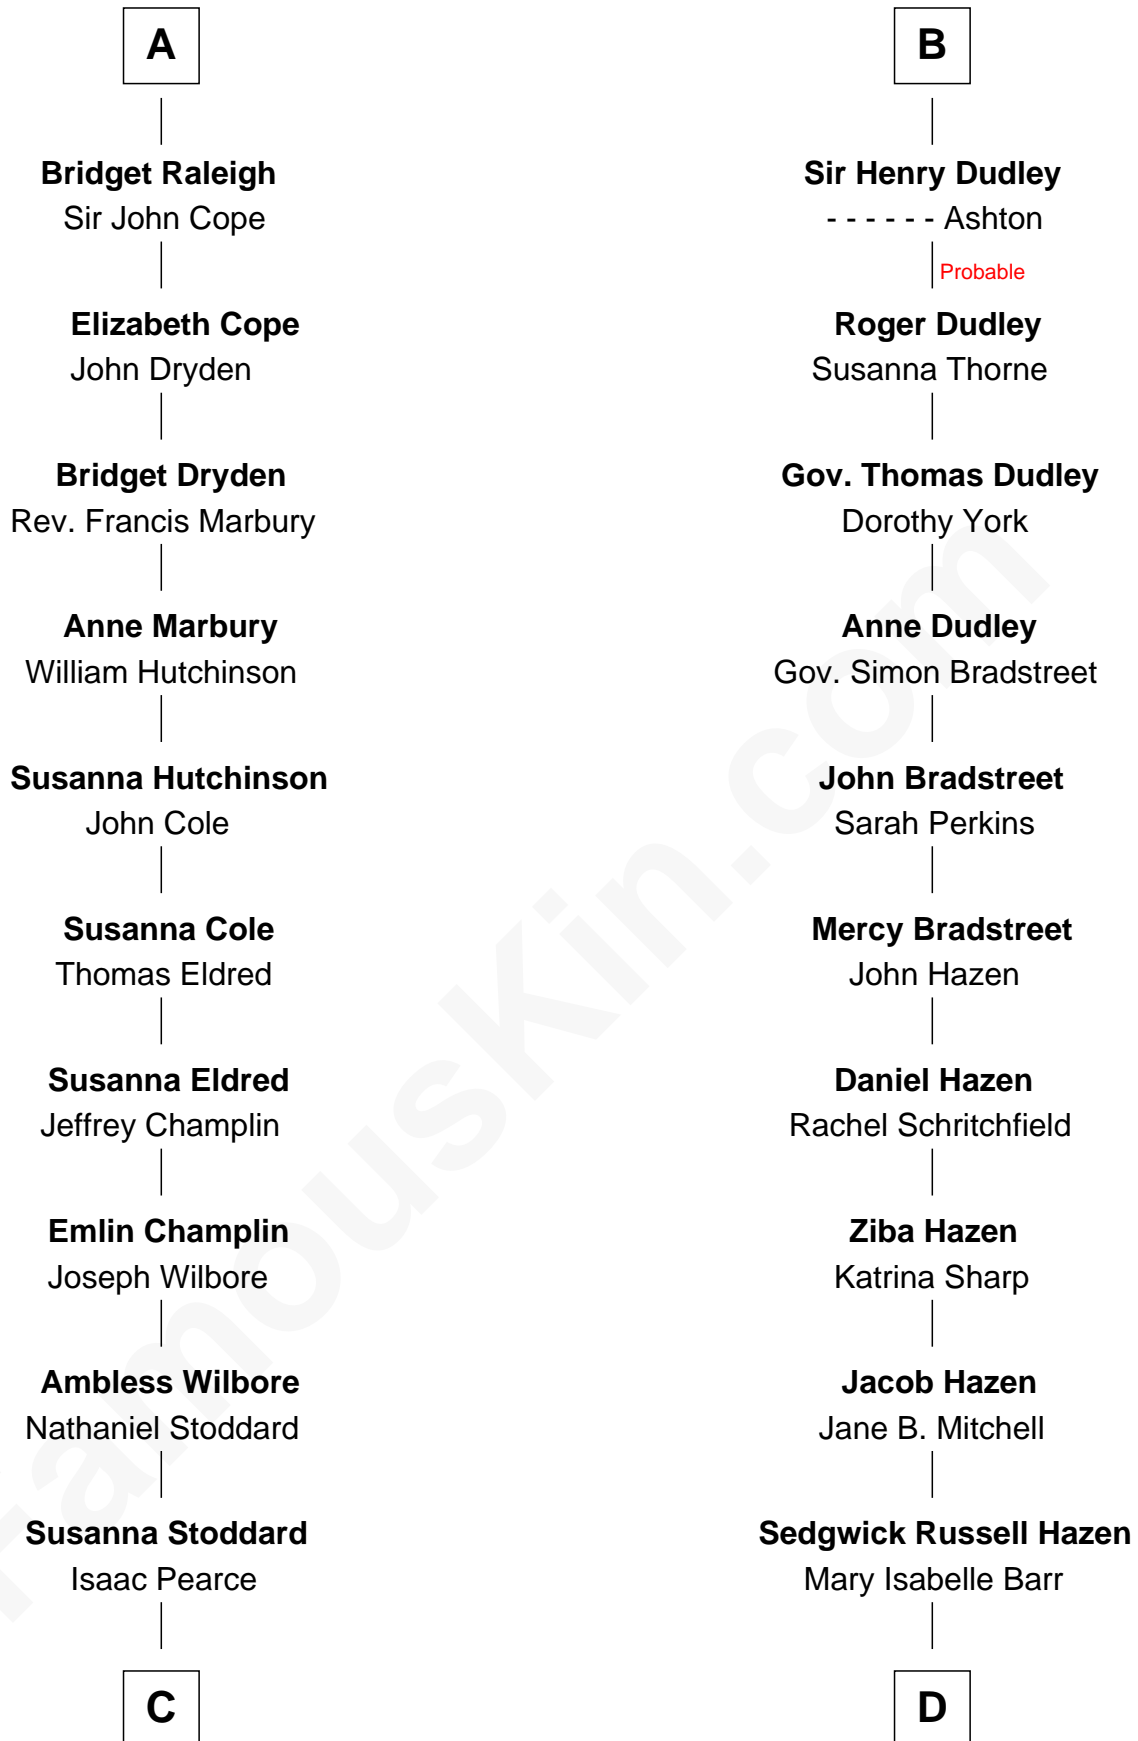 A
Bridget Raleigh
Sir John Cope
Elizabeth Cope
John Dryden
Bridget Dryden
Rev. Francis Marbury
Anne Marbury
William Hutchinson
Susanna Hutchinson
John Cole
Susanna Cole
Thomas Eldred
Susanna Eldred
Jeffrey Champlin
Emlin Champlin
Joseph Wilbore
Ambless Wilbore
Nathaniel Stoddard
Susanna Stoddard
Isaac Pearce
C
B
Sir Henry Dudley
- - - - - - Ashton
Probable
Roger Dudley
Susanna Thorne
Gov. Thomas Dudley
Dorothy York
Anne Dudley
Gov. Simon Bradstreet
John Bradstreet
Sarah Perkins
Mercy Bradstreet
John Hazen
Daniel Hazen
Rachel Schritchfield
Ziba Hazen
Katrina Sharp
Jacob Hazen
Jane B. Mitchell
Sedgwick Russell Hazen
Mary Isabelle Barr
D
FamousKin.com